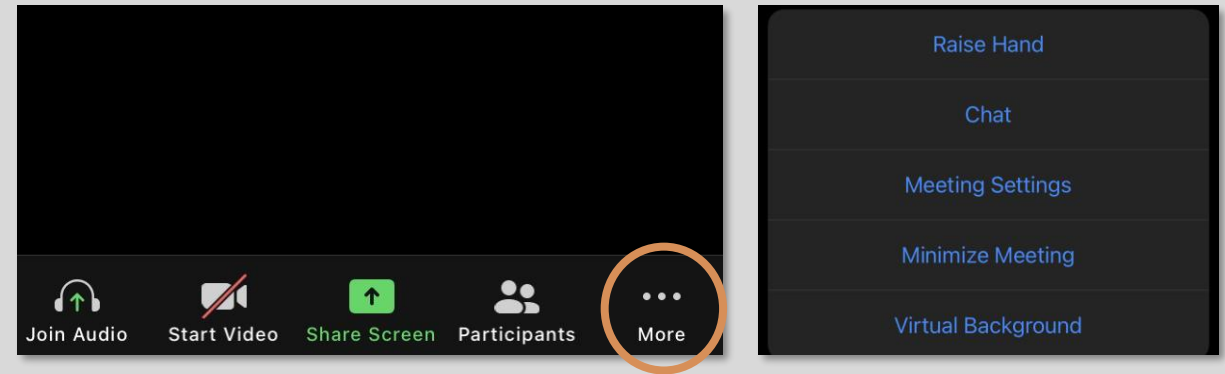 Join Audio
Start Video
Share Screen
Participants
More
Raise Hand
Chat
Meeting Settings
Minimize Meeting
Virtual Background